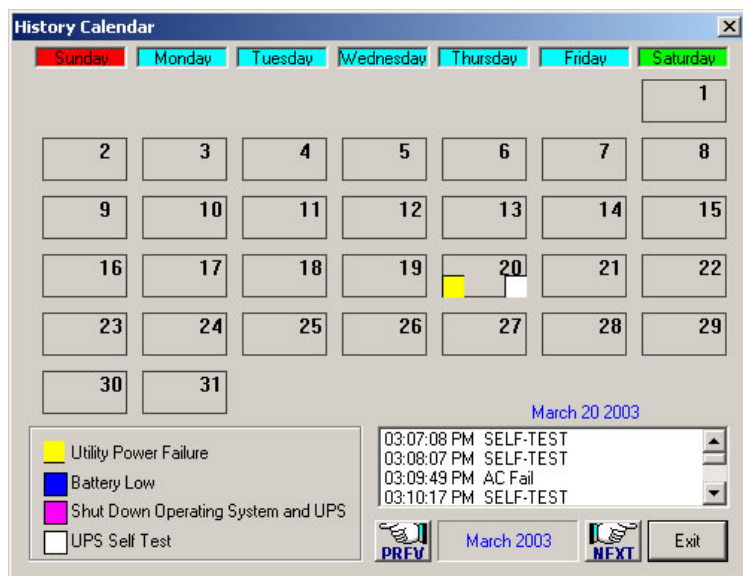 History Calendar
Sunday Monday Tuesday Wednesday Thursday Friday Saturday
1
2 3 4 5 6 7 8
9 10 11 12 13 14 15
16 17 18 19 20 21 22
23 24 25 26 27 28 29
30 31
March 20 2003
03:07:08 PM SELF-TEST
03:08:07 PM SELF-TEST
03:09:49 PM AC Fail
03:10:17 PM SELF-TEST
Utility Power Failure
Battery Low
Shut Down Operating System and UPS
UPS Self Test
PREV March 2003 NEXT Exit